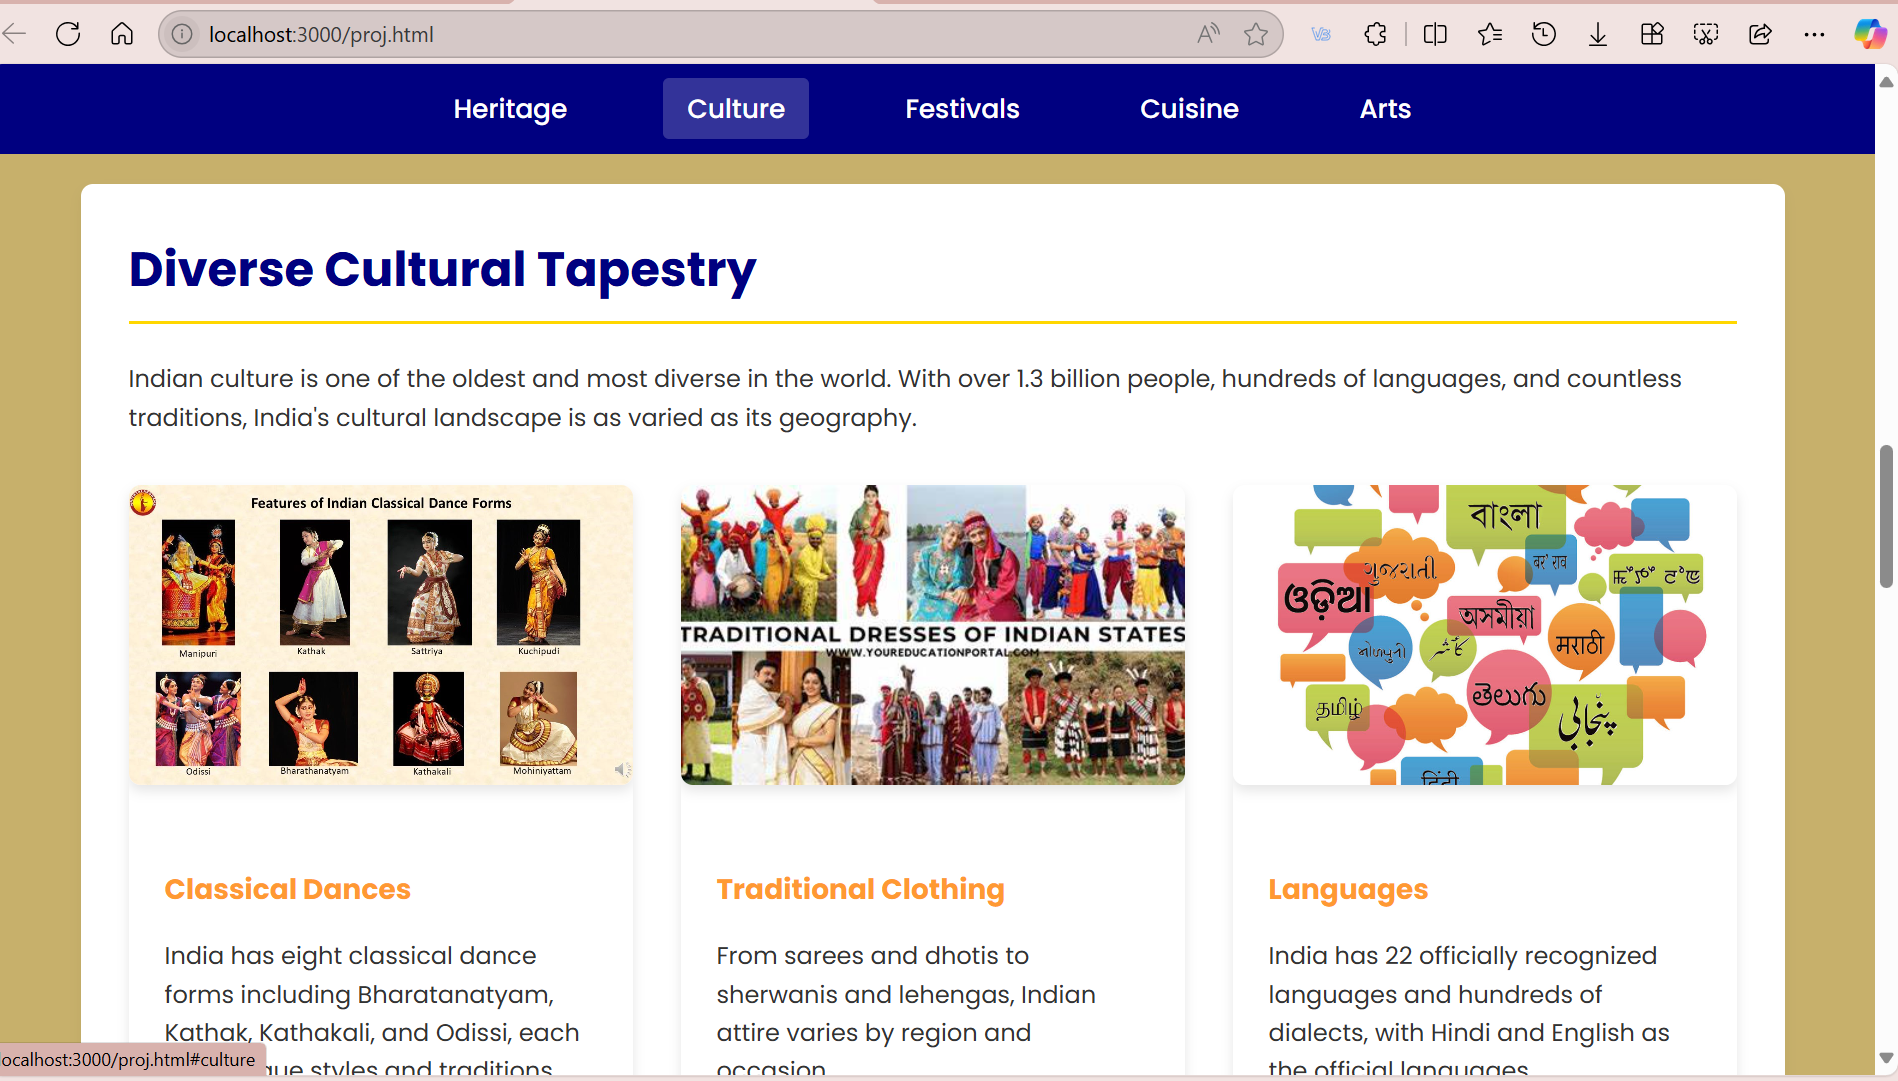 localhost:3000/proj.html
Heritage
Culture
Festivals
Cuisine
Arts
Diverse Cultural Tapestry
Indian culture is one of the oldest and most diverse in the world. With over 1.3 billion people, hundreds of languages, and countless
traditions, India's cultural landscape is as varied as its geography.
Features of Indian Classical Dance Forms
Manipuri
Kathak
Sattriya
Kuchipudi
Odissi
Bharathanatyam
Kathakali
Mohiniyattam
TRADITIONAL DRESSES OF INDIAN STATES
WWW.YOUREDUCATIONPORTAL.COM
বাংলা
ગુજરાતી
बर' राव
ଓଡ଼ିଆ
অসমীয়া
मराठी
தமிழ்
తెలుగు
پنجابی
हिंदी
Classical Dances
India has eight classical dance
forms including Bharatanatyam,
Kathak, Kathakali, and Odissi, each
styles and traditions.
Traditional Clothing
From sarees and dhotis to
sherwanis and lehengas, Indian
attire varies by region and
occasion.
Languages
India has 22 officially recognized
languages and hundreds of
dialects, with Hindi and English as
the official languages.
localhost:3000/proj.html#culture